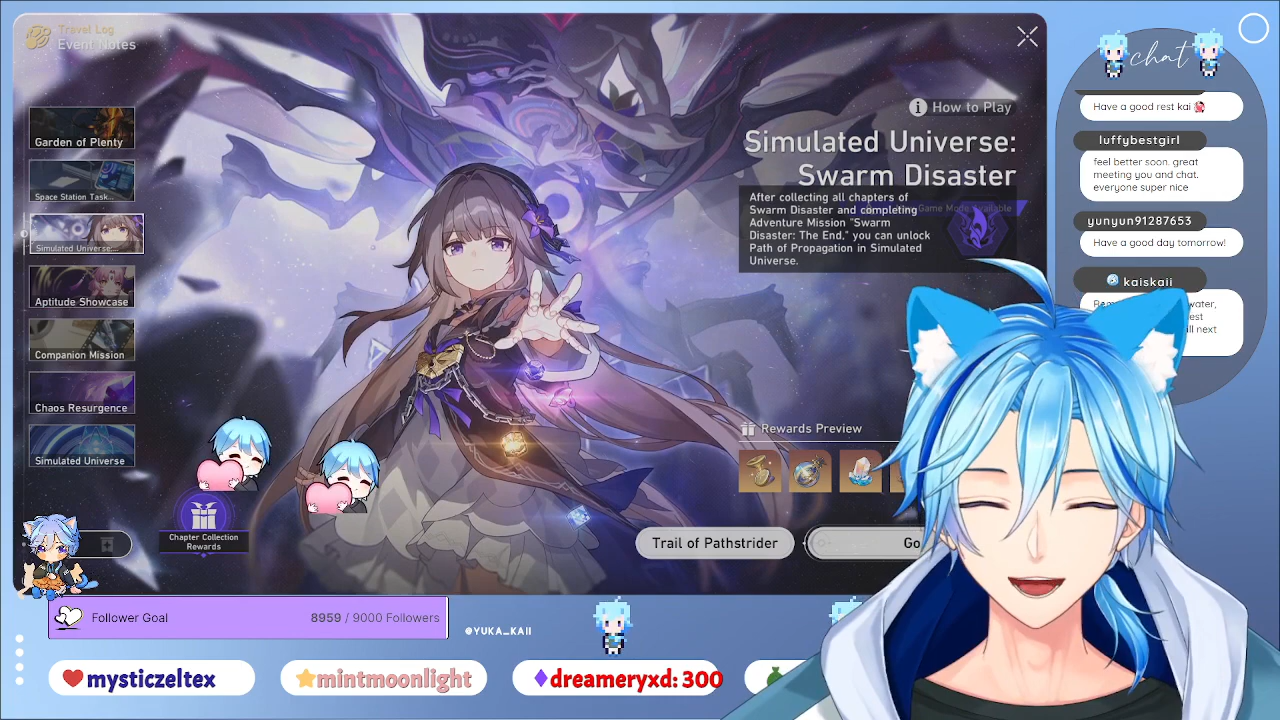 Travel Log
Event Notes
Garden of Plenty
Space Station Task...
Simulated Universe:...
Aptitude Showcase
Companion Mission
Chaos Resurgence
Simulated Universe
How to Play
Simulated Universe:
Swarm Disaster
Game Mode Available
After collecting all chapters of
Swarm Disaster and completing
Adventure Mission "Swarm
Disaster: The End," you can unlock
Path of Propagation in Simulated
Universe.
Rewards Preview
Chapter Collection
Rewards
Trail of Pathstrider
Go
chat
Have a good rest kai
luffybestgirl
feel better soon. great
meeting you and chat.
everyone super nice
yunyun91287653
Have a good day tomorrow!
kaiskaii
water,
next
Follower Goal
8959 / 9000 Followers
@YUKA_KAII
mysticzeltex
mintmoonlight
dreameryxd: 300